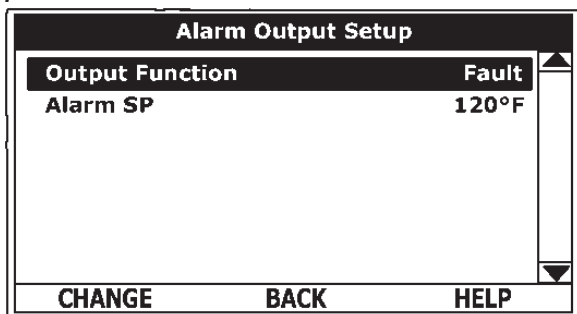 Alarm Output Setup
Output Function Fault
Alarm SP 120°F
CHANGE BACK HELP